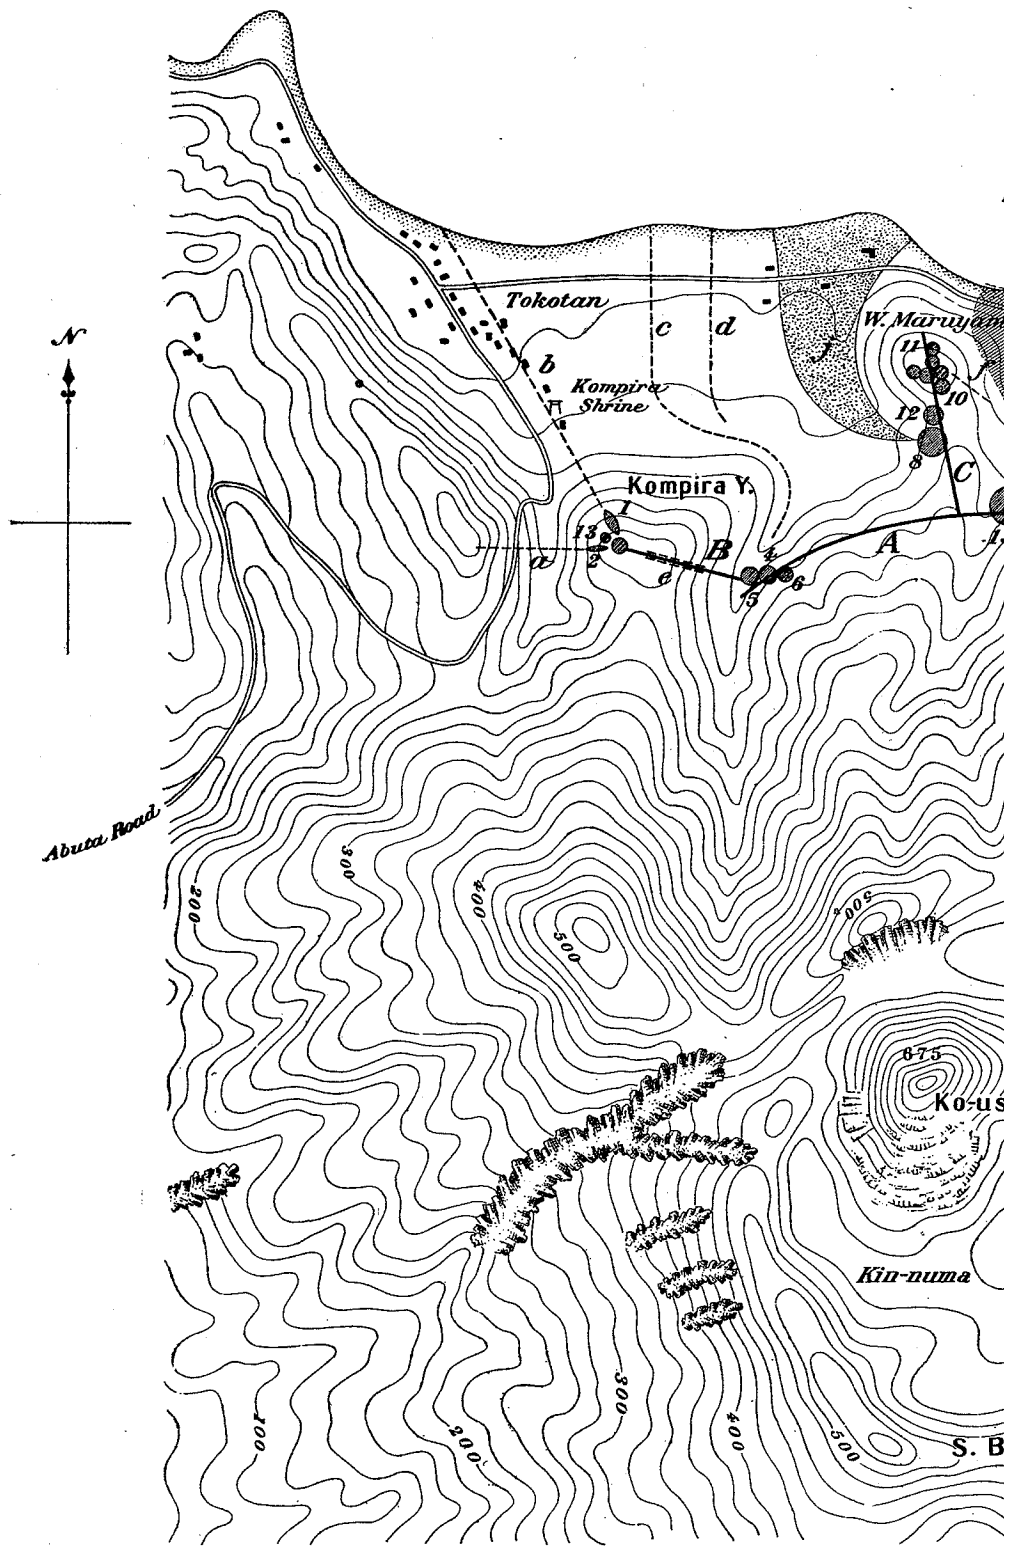 N
Tokotan
c
d
f
W. Maruyam
11
f
b
Kompira
Shrine
10
12
8
Kompira Y.
C
1
13
a
2
B
e
4
A
5
6
Abuta Road
200
300
400
500
500
675
Ko-us
Kin-numa
100
200
300
400
500
S. B